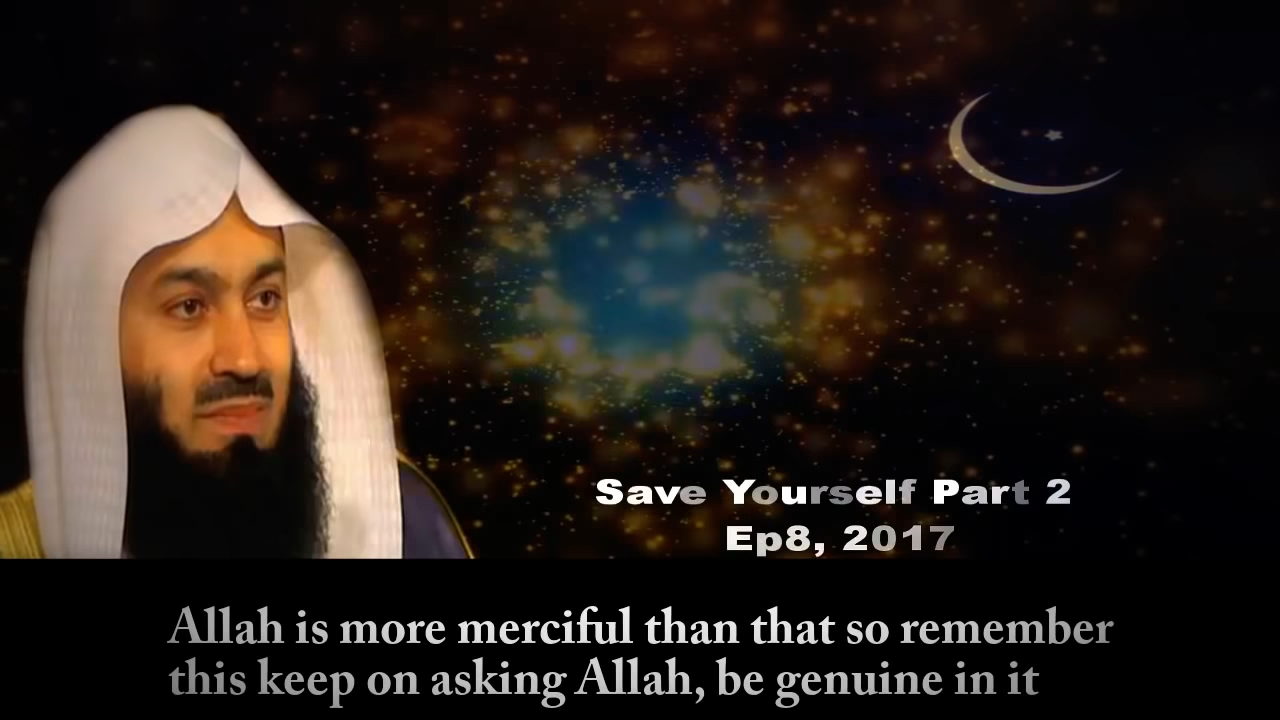 Save Yourself Part 2
Ep8, 2017
Allah is more merciful than that so remember
this keep on asking Allah, be genuine in it